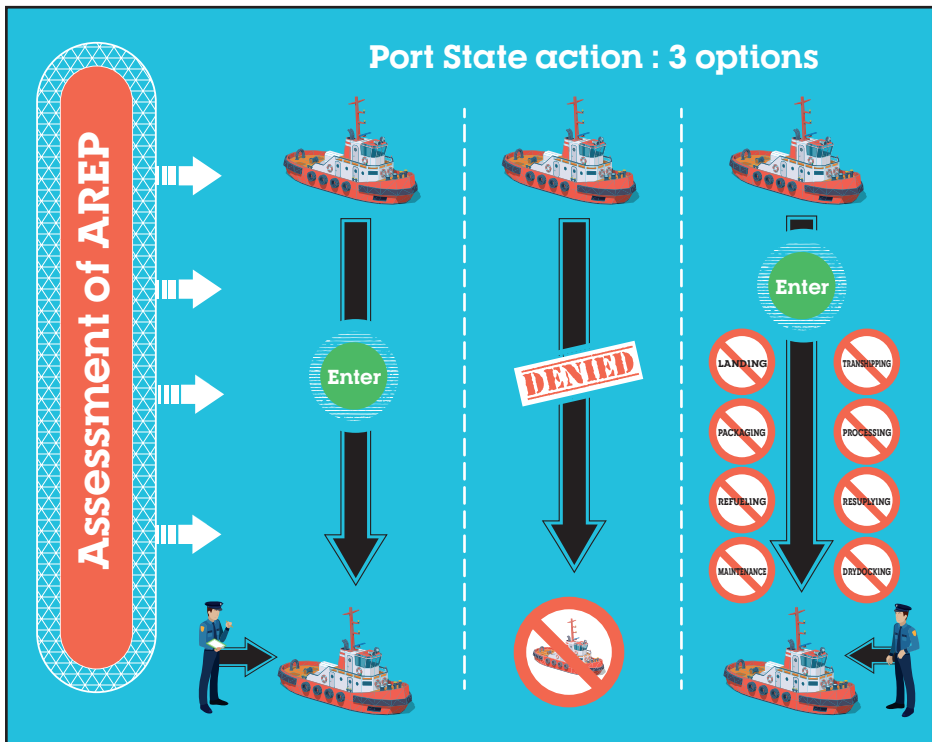 Assessment of AREP
Port State action : 3 options
Enter
DENIED
Enter
LANDING
TRANSHIPPING
PACKAGING
PROCESSING
REFUELING
RESUPLYING
MAINTENANCE
DRYDOCKING